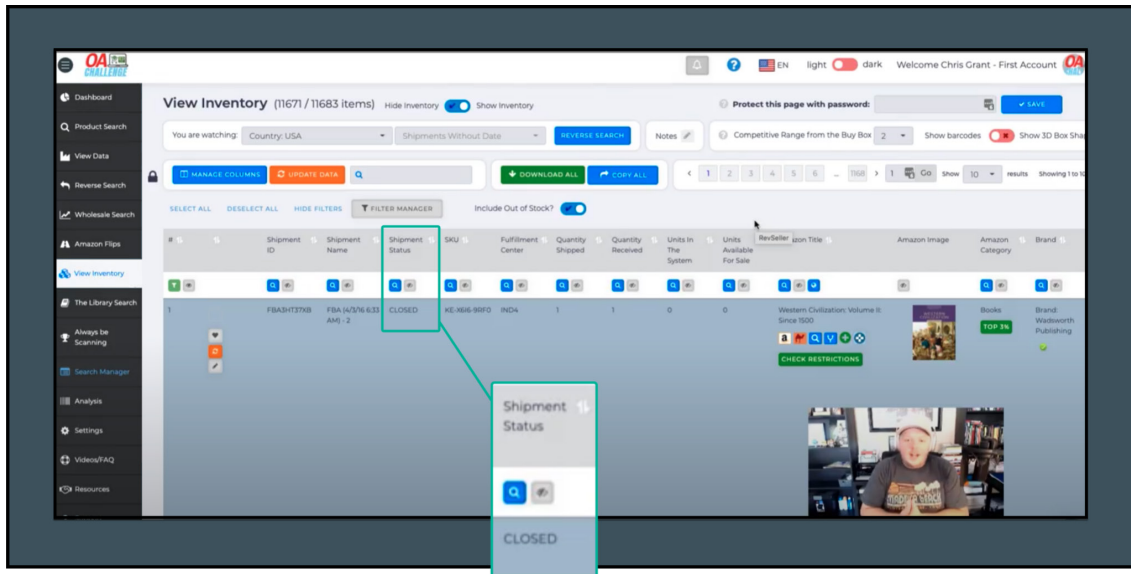 OA
CHALLENGE
EN light dark Welcome Chris Grant - First Account
Dashboard
Product Search
View Data
Reverse Search
Wholesale Search
Amazon Flips
View Inventory
The Library Search
Always be
Scanning
Search Manager
Analysis
Settings
Videos/FAQ
Resources
View Inventory (11671 / 11683 items) Hide Inventory Show Inventory
Protect this page with password: SAVE
You are watching: Country: USA Shipments Without Date REVERSE SEARCH Notes Competitive Range from the Buy Box 2 Show barcodes Show 3D Box
MANAGE COLUMNS UPDATE DATA DOWNLOAD ALL COPY ALL < 1 2 3 4 5 6 ... 1168 > 1 Go Show 10 results Showing 1 to
SELECT ALL DESELECT ALL HIDE FILTERS FILTER MANAGER Include Out of Stock?
# Shipment ID Shipment Name Shipment Status SKU Fulfillment Center Quantity Shipped Quantity Received Units In The System Units Available For Sale RevSeller Title Amazon Image Amazon Category Brand
1 FBA3HT37XB FBA (4/3/16 6:33 AM) - 2 CLOSED KE-X6I6-9RF0 IND4 1 1 0 0 Western Civilization: Volume II: Since 1500 Books Brand: Wadsworth Publishing
TOP 3%
CHECK RESTRICTIONS
Shipment
Status
CLOSED